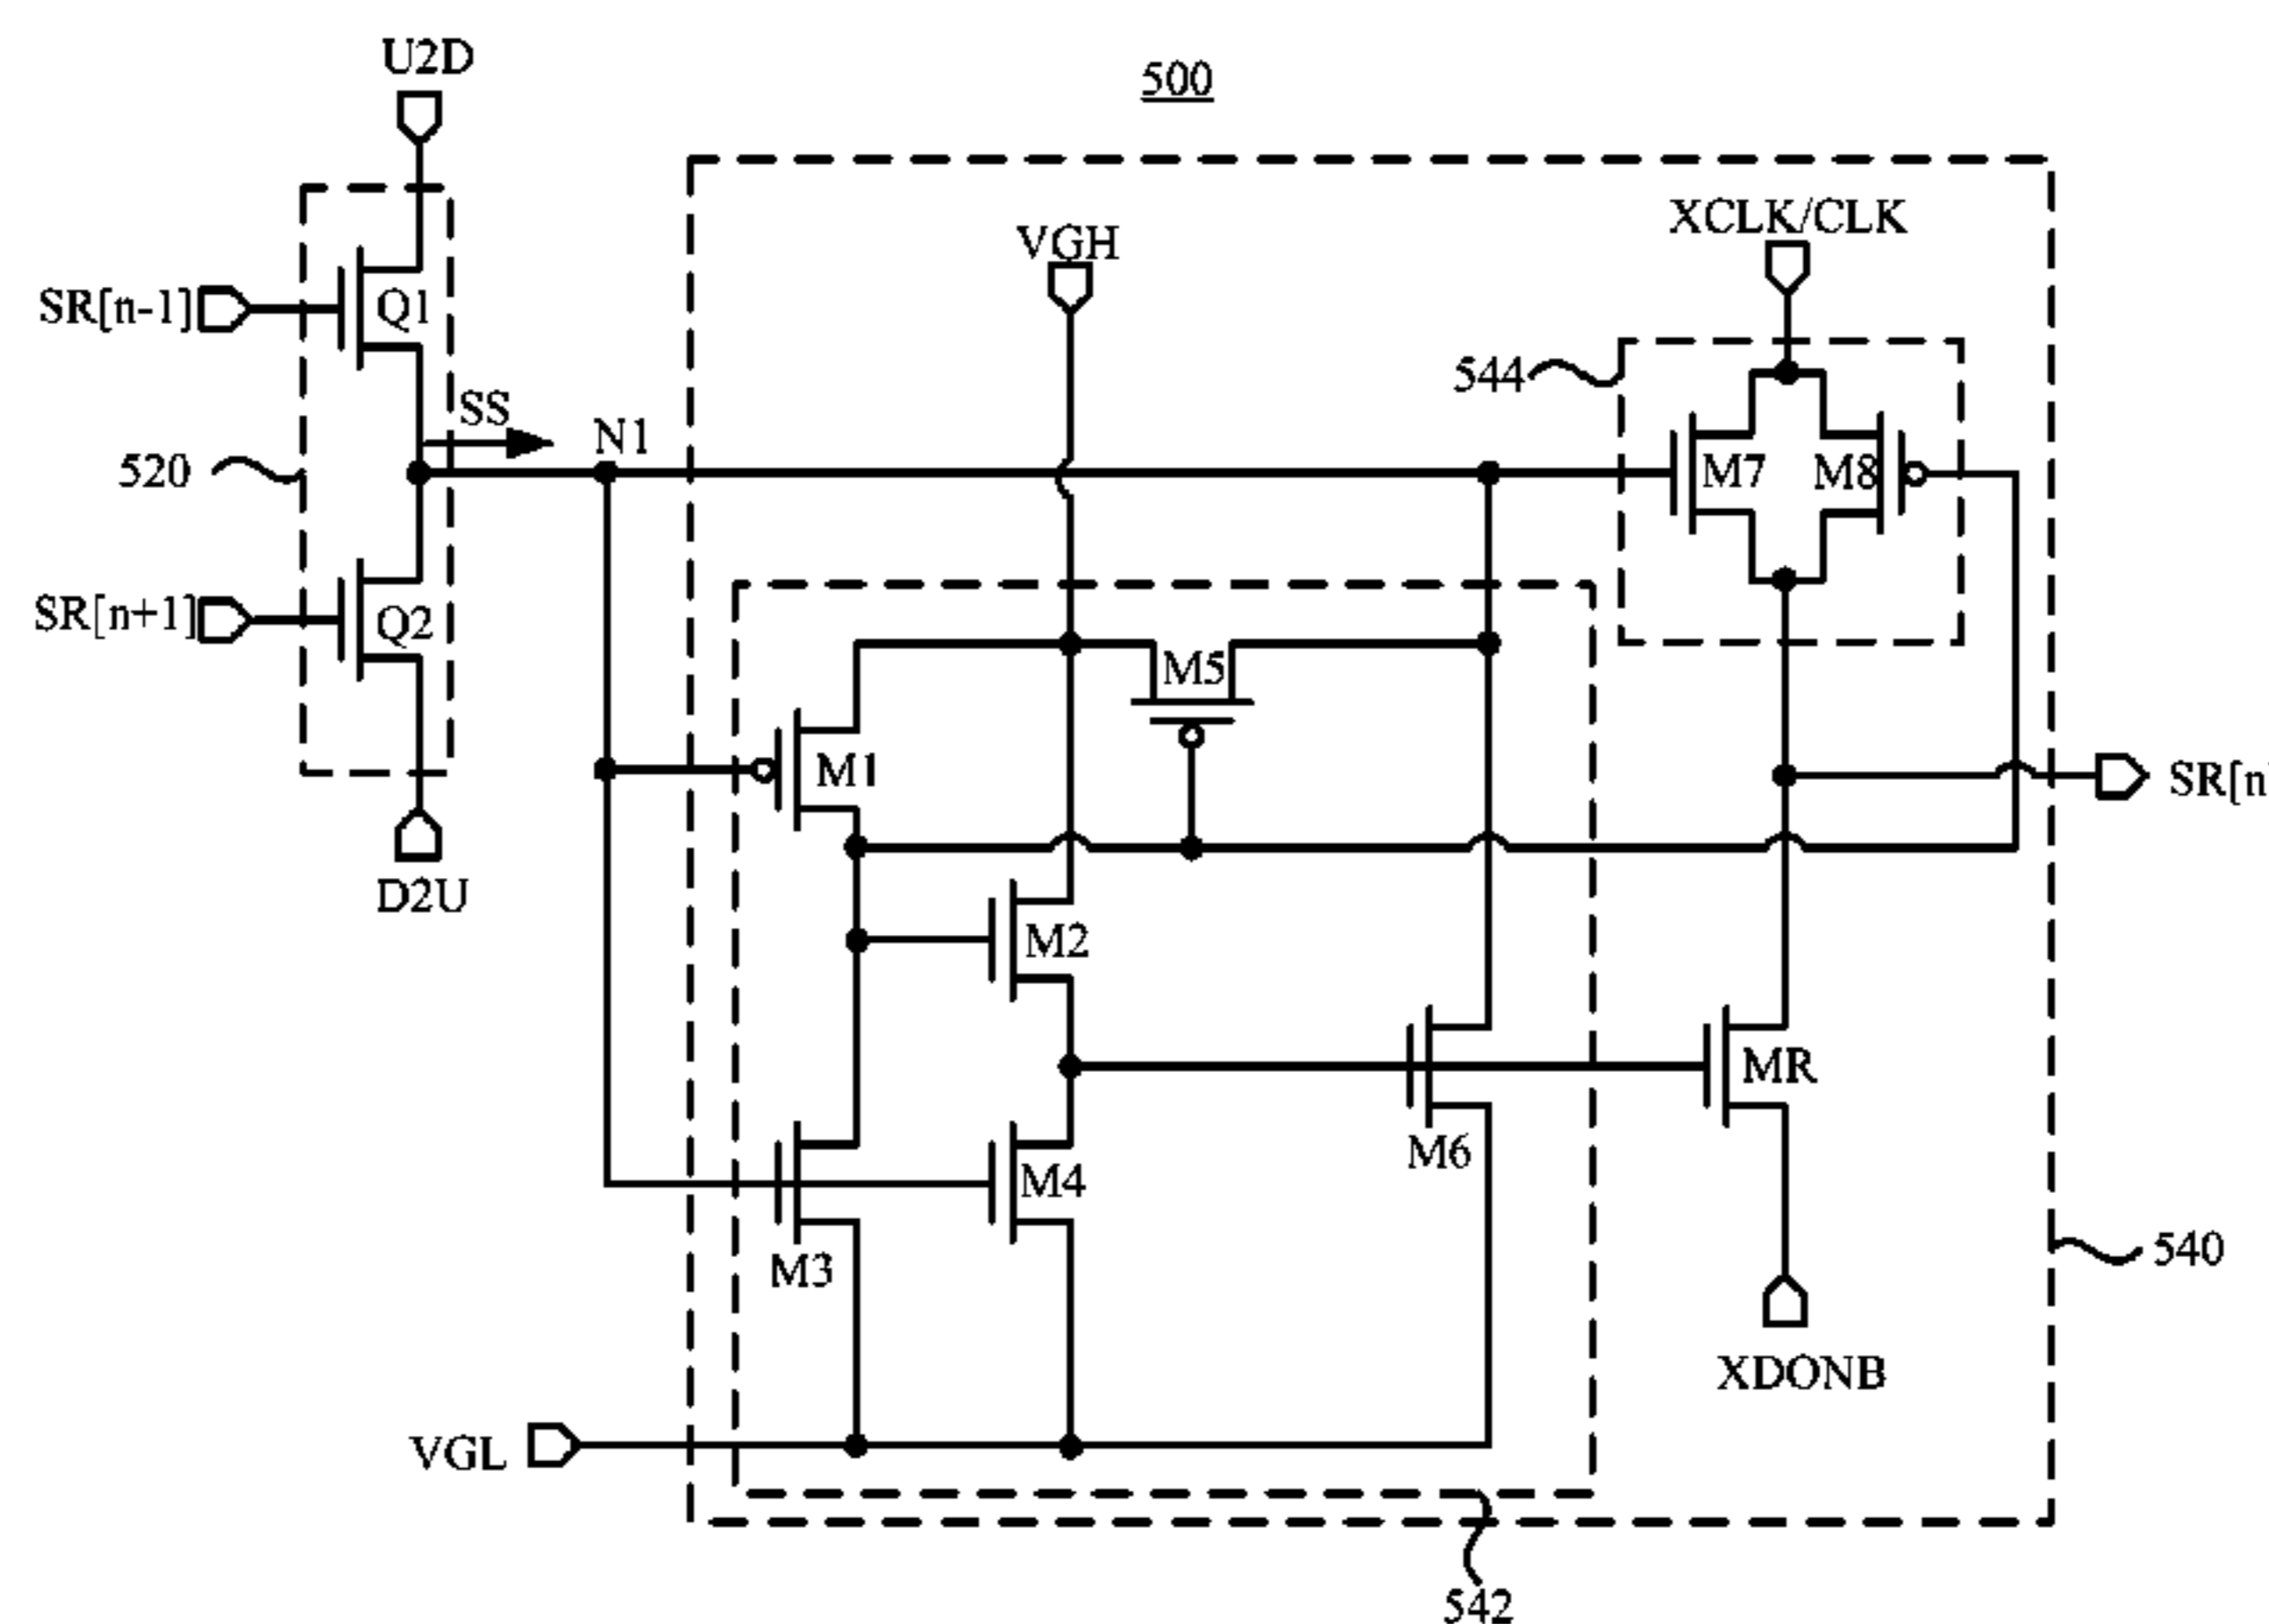 U2D
500
XCLK/CLK
VGH
SR[n-1]
Q1
544
SS
N1
520
M7
M8
SR[n+1]
Q2
M5
M1
SR[n
D2U
M2
MR
M6
M4
M3
540
XDONB
VGL
542